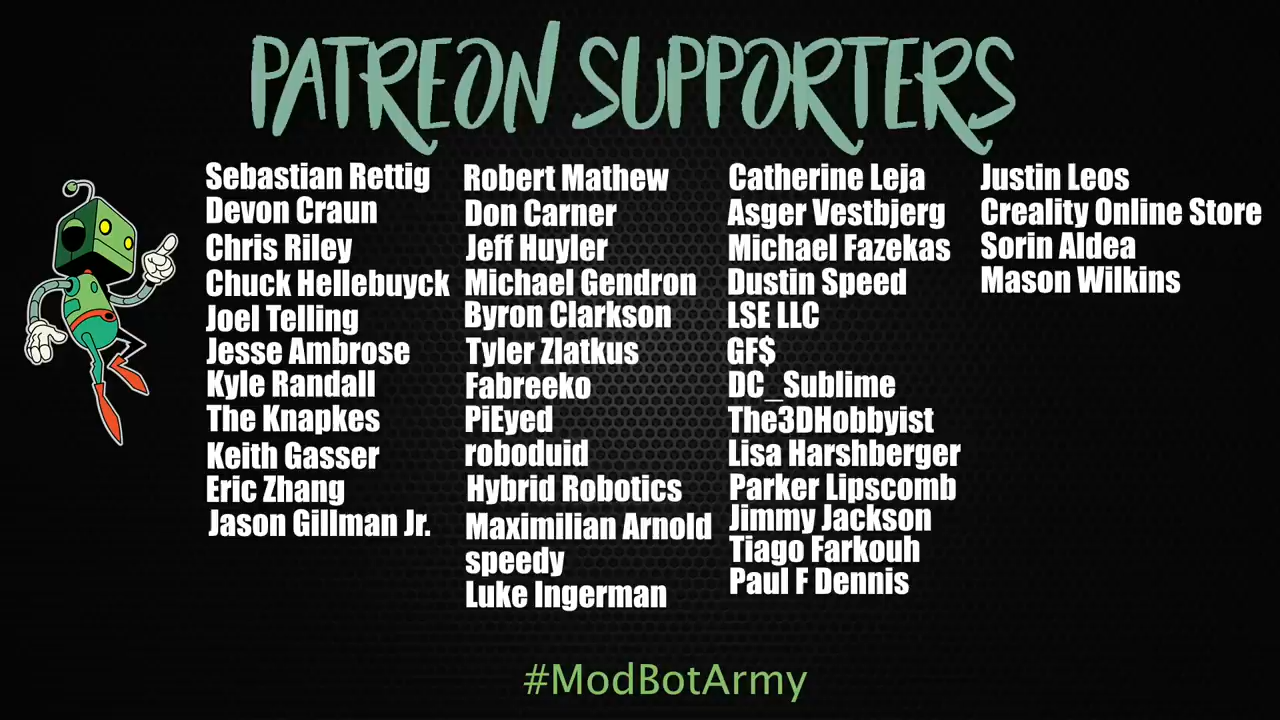 PATREON SUPPORTERS
Sebastian Rettig
Devon Craun
Chris Riley
Chuck Hellebuyck
Joel Telling
Jesse Ambrose
Kyle Randall
The Knapkes
Keith Gasser
Eric Zhang
Jason Gillman Jr.
Robert Mathew
Don Carner
Jeff Huyler
Michael Gendron
Byron Clarkson
Tyler Zlatkus
Fabreeko
PiEyed
roboduid
Hybrid Robotics
Maximilian Arnold
speedy
Luke Ingerman
Catherine Leja
Asger Vestbjerg
Michael Fazekas
Dustin Speed
LSE LLC
GF$
DC_Sublime
The3DHobbyist
Lisa Harshberger
Parker Lipscomb
Jimmy Jackson
Tiago Farkouh
Paul F Dennis
Justin Leos
Creality Online Store
Sorin Aldea
Mason Wilkins
#ModBotArmy